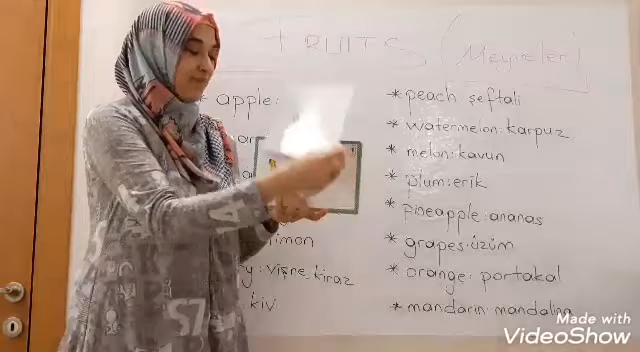 FRUITS (Meyveler)
* apple:
limon
vişne, kiraz
kivi
* peach şeftali
* watermelon: karpuz
* melon: kavun
* plum: erik
* pineapple: ananas
* grapes: üzüm
* orange: portakal
* mandarin: mandalina
Made with
VideoShow